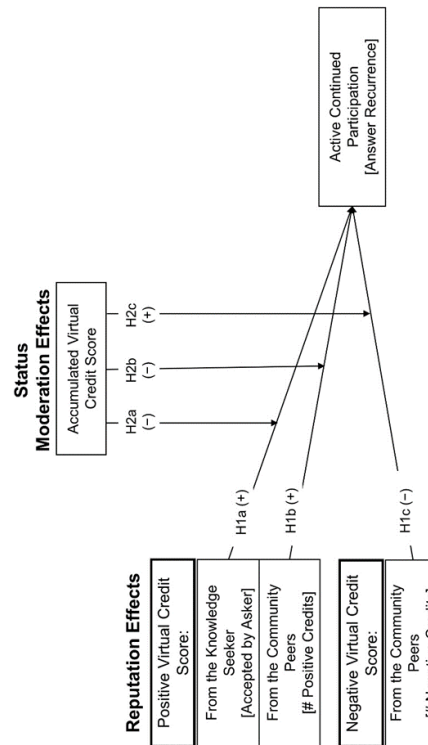 Status
Moderation Effects
Accumulated Virtual
Credit Score
H2a
(−)
H2b
(−)
H2c
(+)
Reputation Effects
Positive Virtual Credit
Score:
From the Knowledge
Seeker
[Accepted by Asker]
From the Community
Peers
[# Positive Credits]
Negative Virtual Credit
Score:
From the Community
Peers
H1a (+)
H1b (+)
H1c (−)
Active Continued
Participation
[Answer Recurrence]